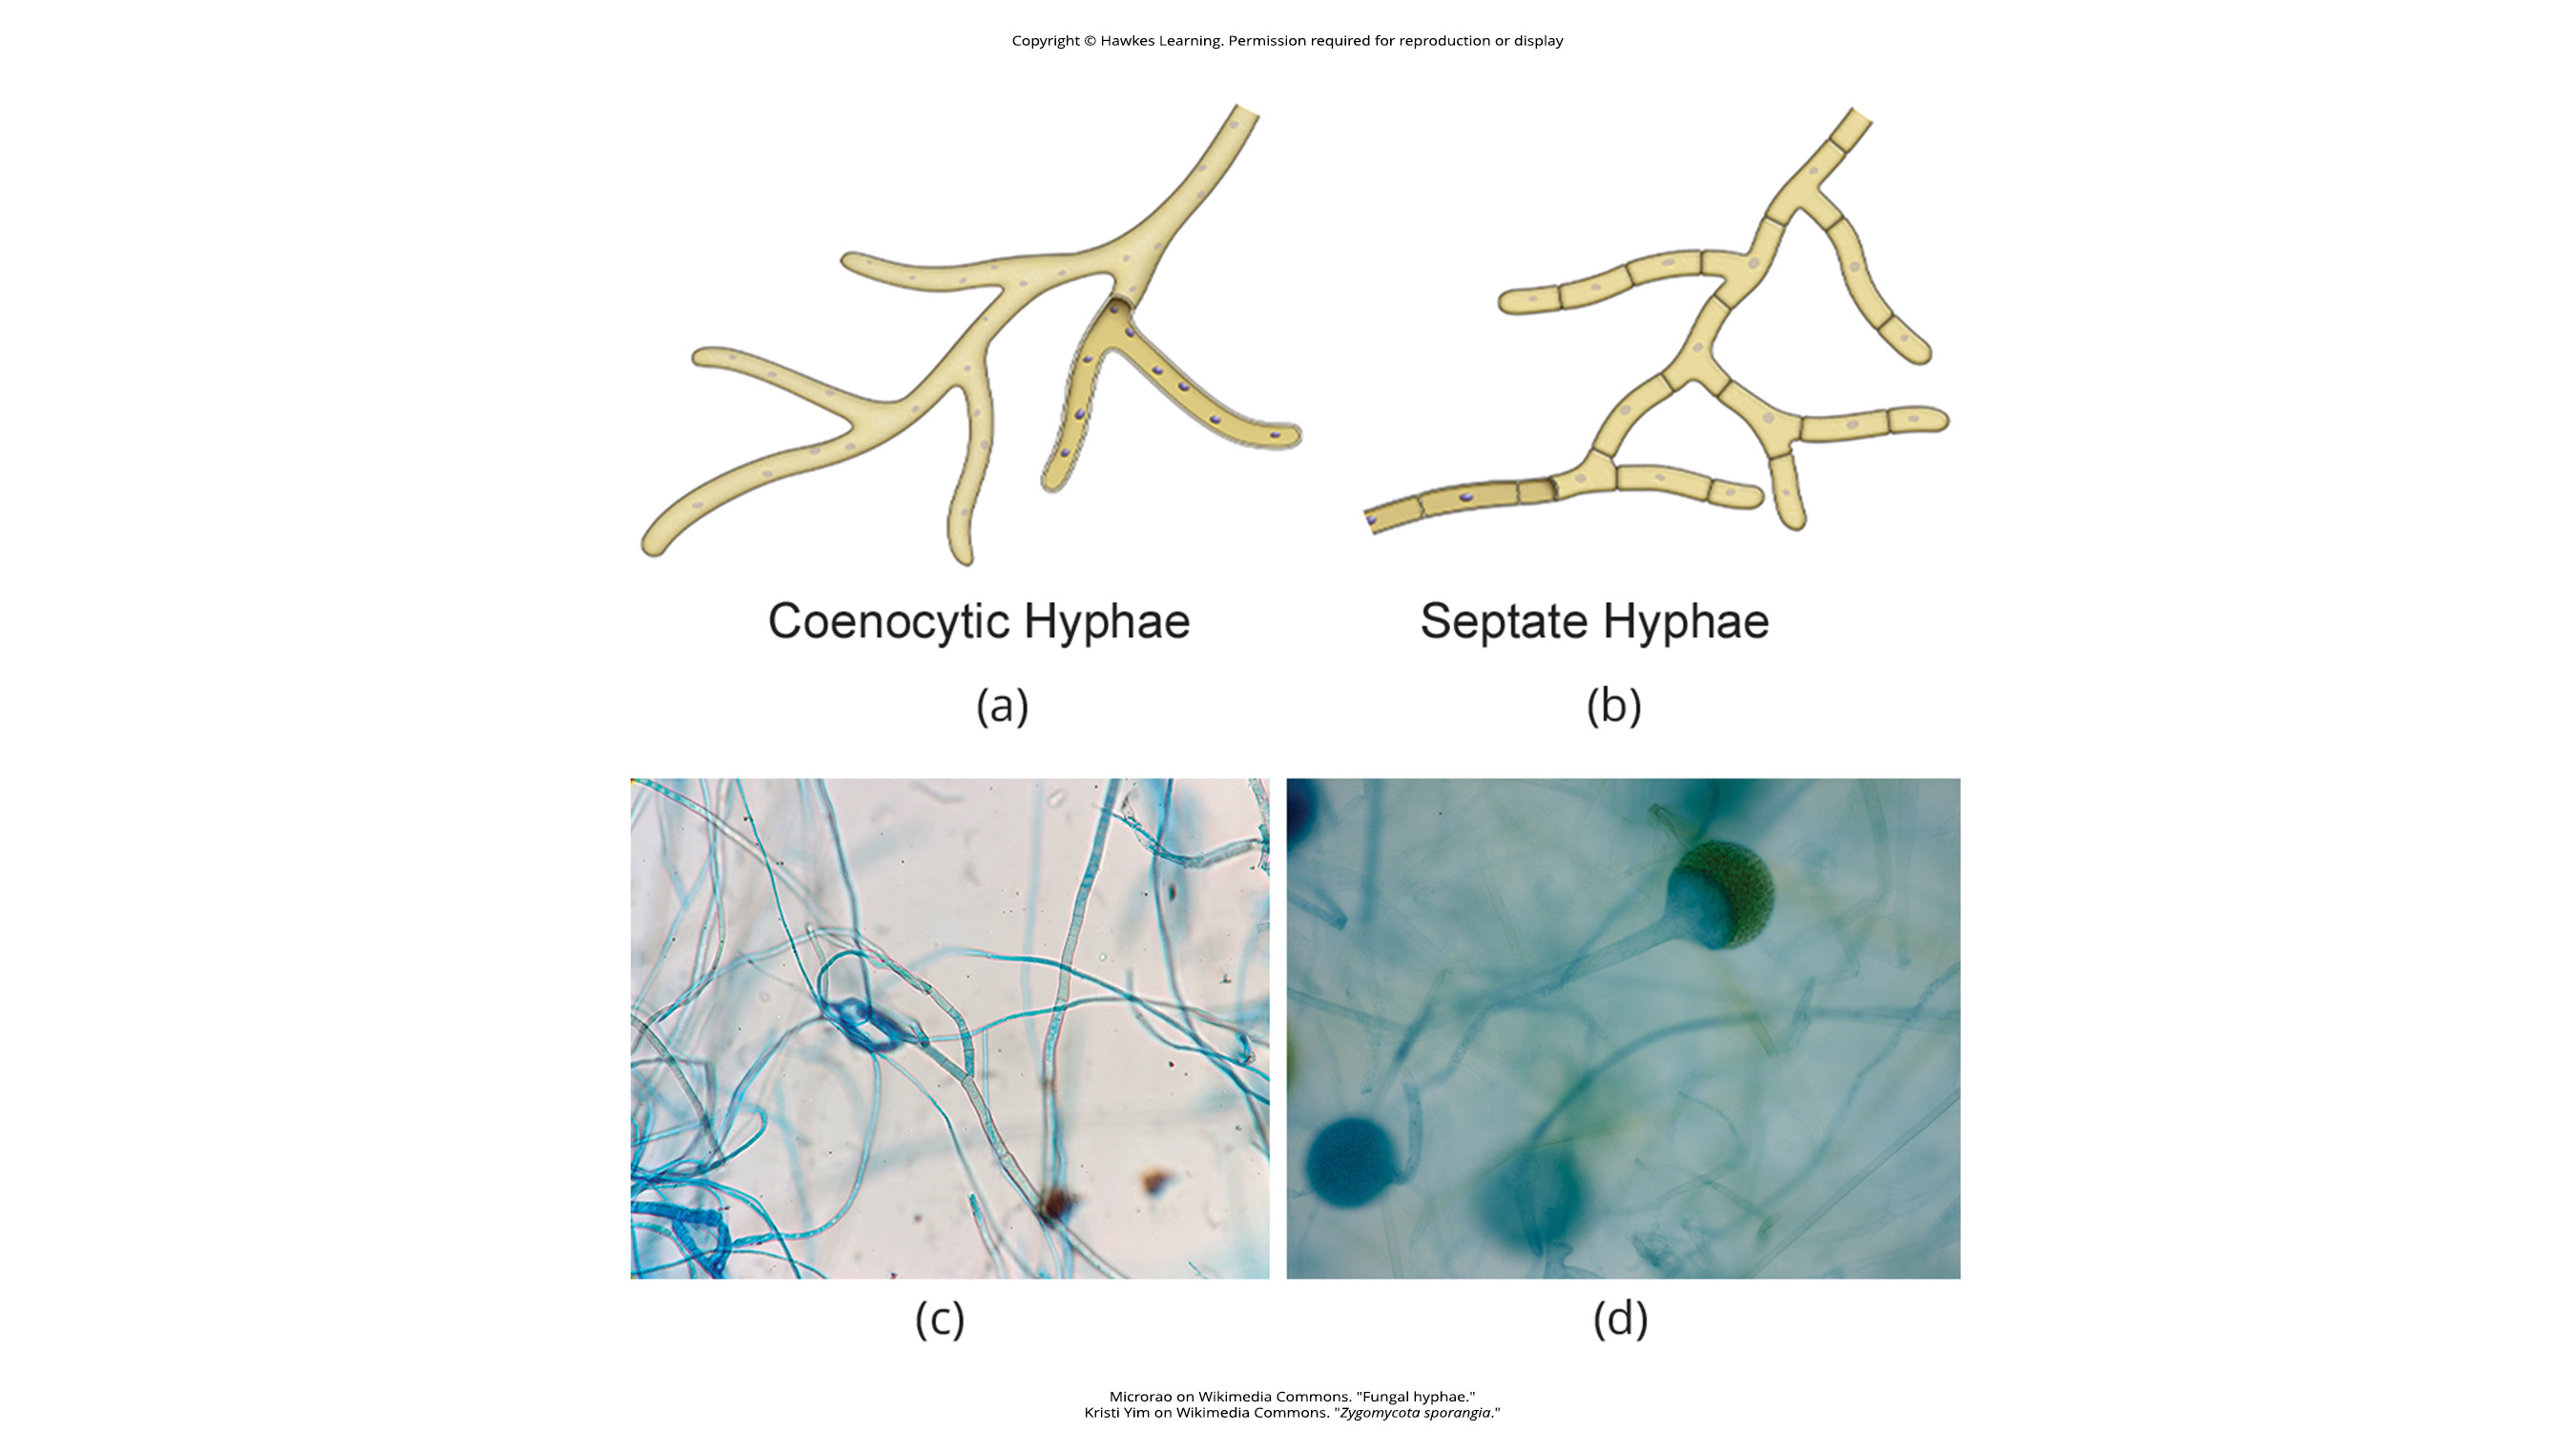 Copyright © Hawkes Learning. Permission required for reproduction or display
Coenocytic Hyphae
Septate Hyphae
(a)
(b)
(c)
(d)
Microrao on Wikimedia Commons. "Fungal hyphae."
Kristi Yim on Wikimedia Commons. "Zygomycota sporangia."